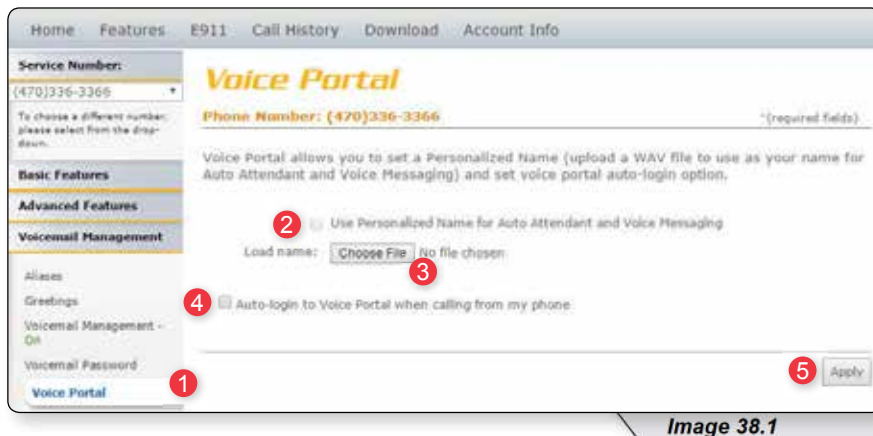 Home Features E911 Call History Download Account Info
Service Number:
(470)336-3366
To choose a different number, please select from the drop-down.
Basic Features
Advanced Features
Voicemail Management
Aliases
Greetings
Voicemail Management -
On
Voicemail Password
1
Voice Portal
Voice Portal
Phone Number: (470)336-3366
*(required fields)
Voice Portal allows you to set a Personalized Name (upload a WAV file to use as your name for
Auto Attendant and Voice Messaging) and set voice portal auto-login option.
2 Use Personalized Name for Auto Attendant and Voice Messaging
Load name: Choose File No file chosen
3
4 Auto-login to Voice Portal when calling from my phone
5 Apply
Image 38.1